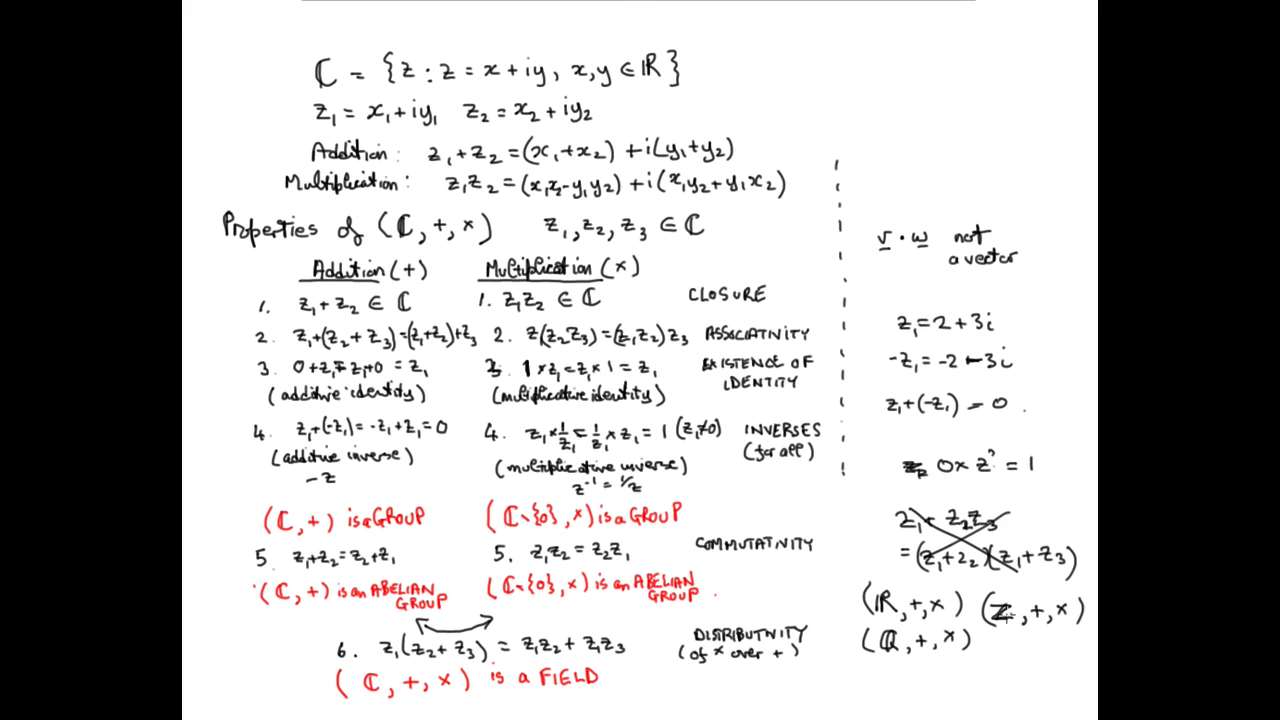 ℂ = {z : z = x + iy, x, y ∈ ℝ}
z₁ = x₁ + iy₁ z₂ = x₂ + iy₂
Addition: z₁ + z₂ = (x₁ + x₂) + i(y₁ + y₂)
Multiplication: z₁z₂ = (x₁x₂ − y₁y₂) + i(x₁y₂ + y₁x₂)
Properties of (ℂ, +, ×) z₁, z₂, z₃ ∈ ℂ
Addition (+) Multiplication (×)
1. z₁ + z₂ ∈ ℂ 1. z₁z₂ ∈ ℂ CLOSURE
2. z₁+(z₂ + z₃) = (z₁+z₂)+z₃ 2. z₁(z₂z₃) = (z₁z₂)z₃ ASSOCIATIVITY
3. 0+z₁ = z₁+0 = z₁ 3. 1 × z₁ = z₁ × 1 = z₁ EXISTENCE OF
(additive identity) (multiplicative identity) IDENTITY
4. z₁+(−z₁) = −z₁+z₁ = 0 4. z₁ × 1/z₁ = 1/z₁ × z₁ = 1 (z₁≠0) INVERSES
(additive inverse) (multiplicative inverse) (for all)
−z z⁻¹ = 1/z
(ℂ, +) is a GROUP (ℂ∖{0}, ×) is a GROUP
5. z₁+z₂ = z₂+z₁ 5. z₁z₂ = z₂z₁ COMMUTATIVITY
(ℂ, +) is an ABELIAN (ℂ∖{0}, ×) is an ABELIAN
GROUP GROUP
6. z₁(z₂ + z₃) = z₁z₂ + z₁z₃ DISTRIBUTIVITY
(of × over +)
(ℂ, +, ×) is a FIELD
v · w not
a vector
z₁ = 2 + 3i
−z₁ = −2 − 3i
z₁ + (−z₁) = 0
0 × z? = 1
z₁ + z₂z₃
= (z₁+z₂)(z₁+z₃)
(ℝ, +, ×) (ℤ, +, ×)
(ℚ, +, ×)